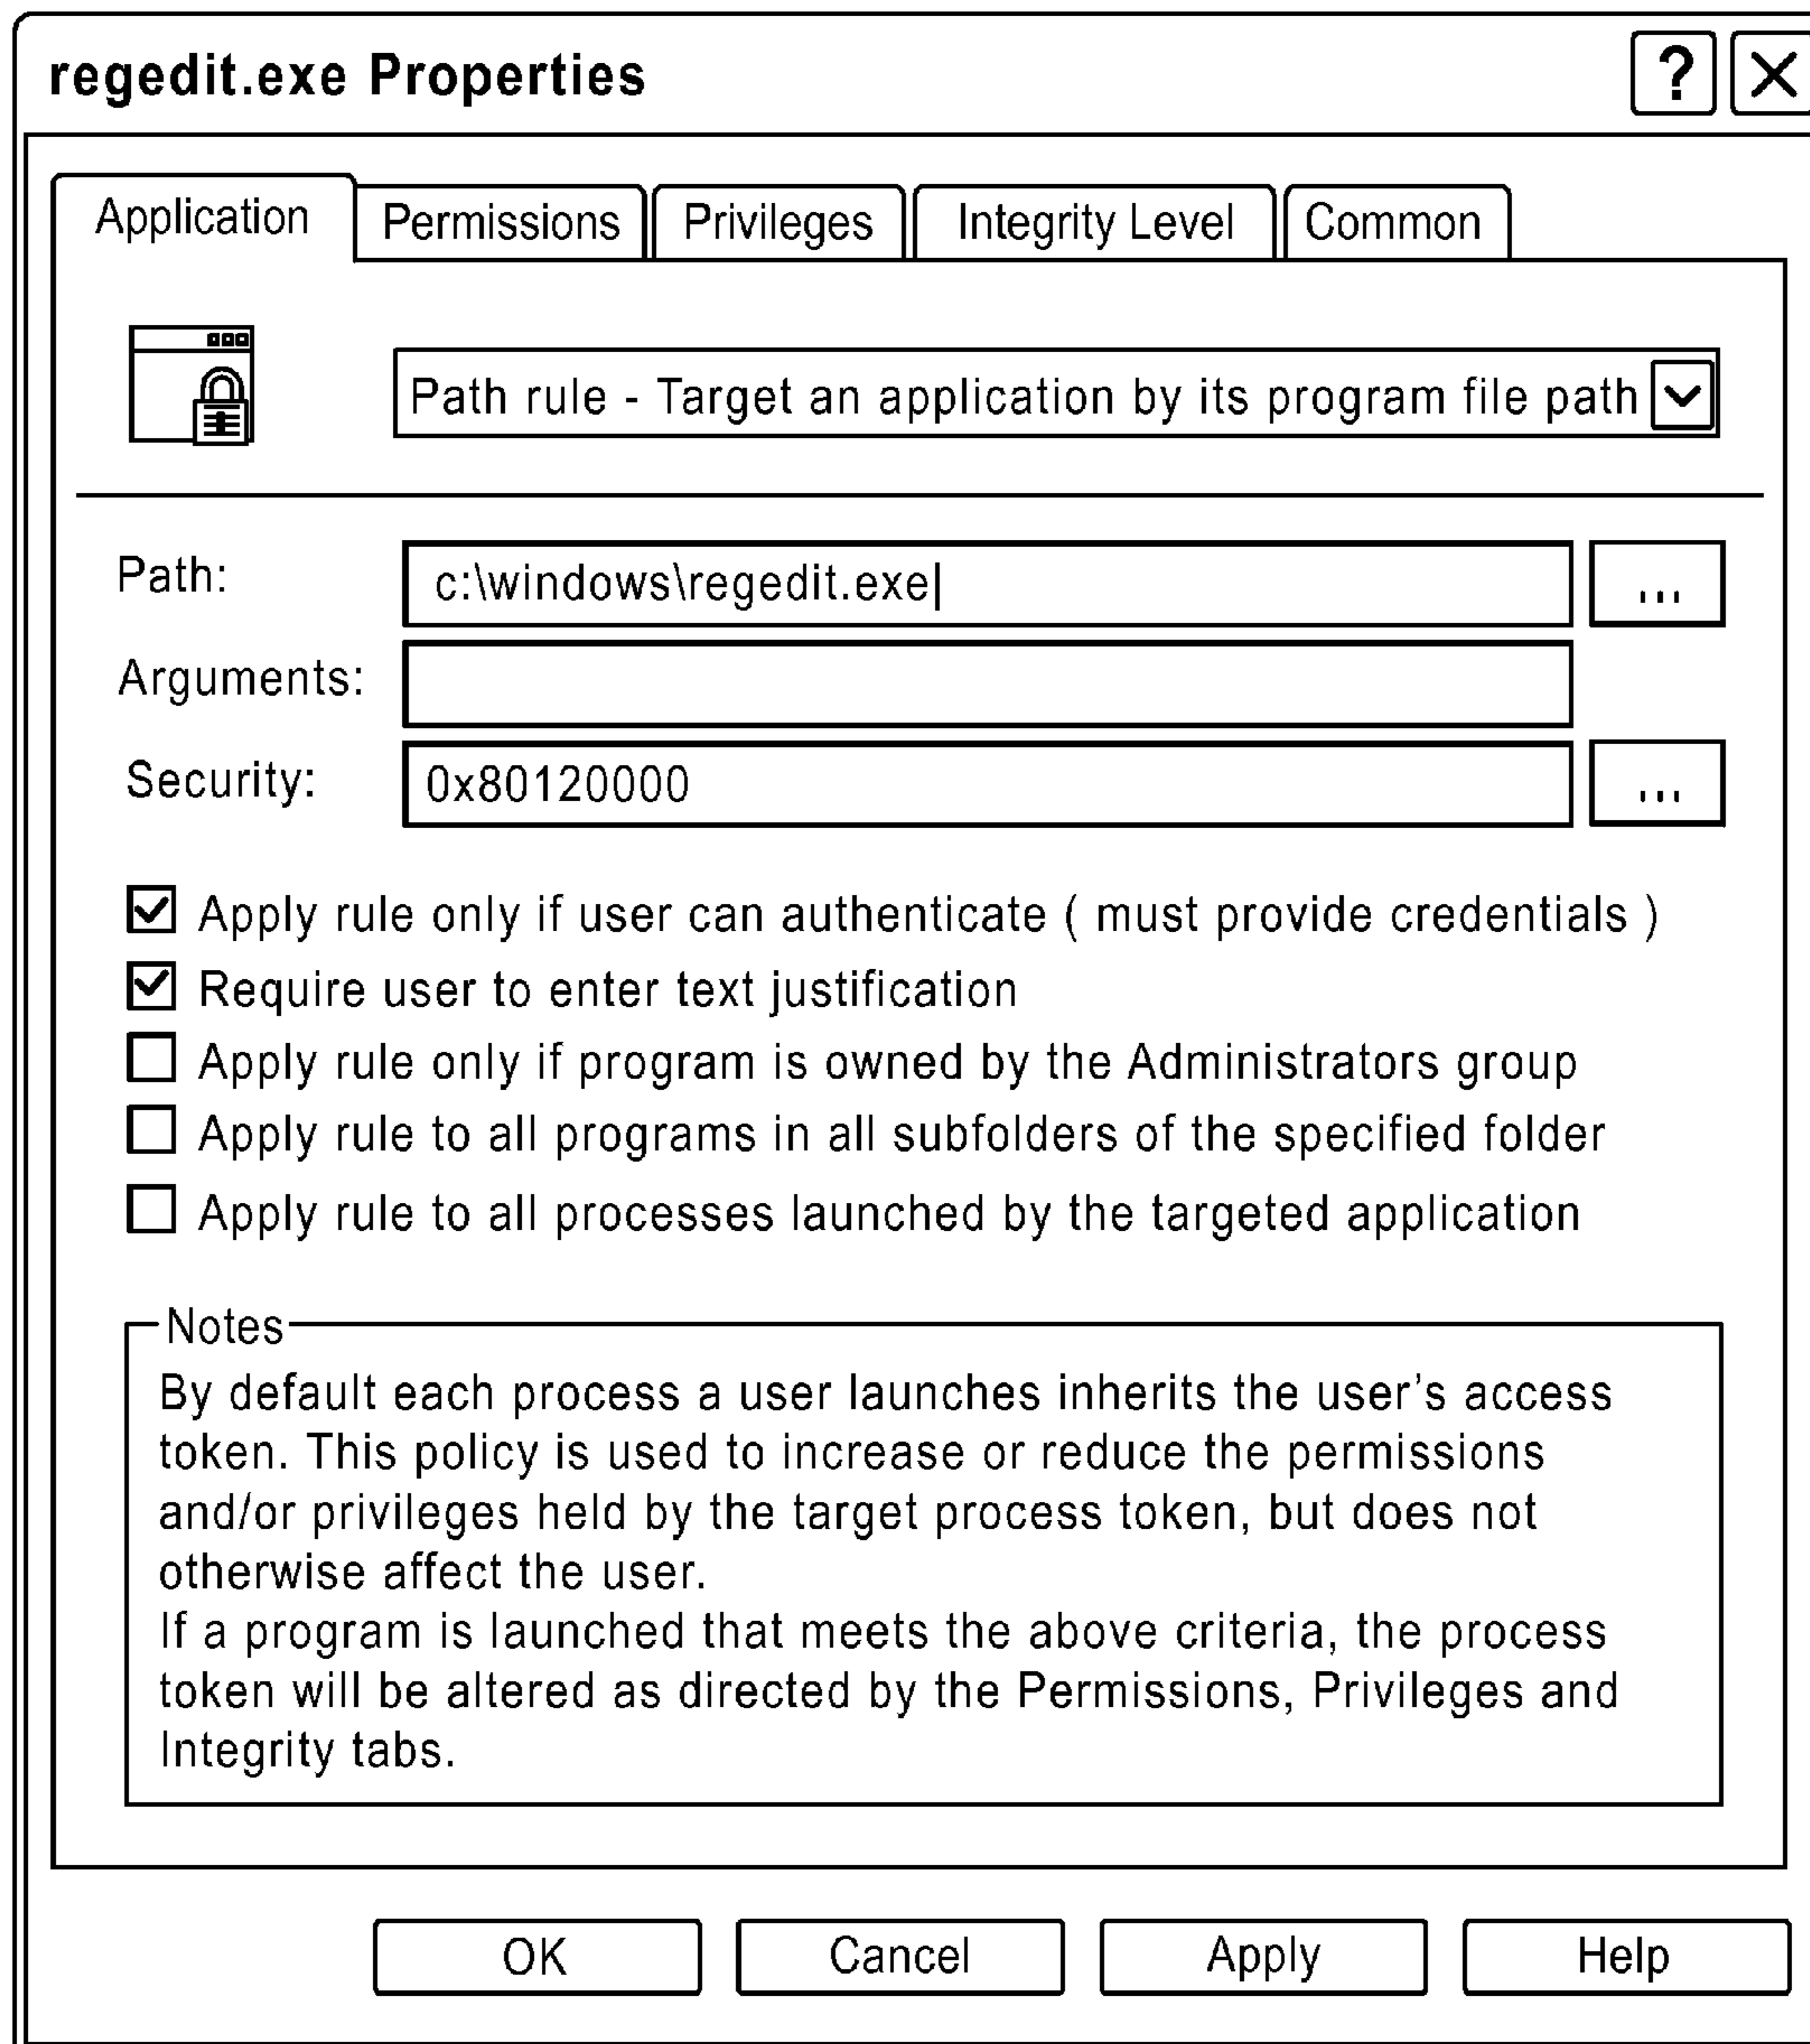 regedit.exe Properties ? X
Application Permissions Privileges Integrity Level Common
Path rule - Target an application by its program file path
Path: c:\windows\regedit.exe| ...
Arguments:
Security: 0x80120000 ...
Apply rule only if user can authenticate ( must provide credentials )
Require user to enter text justification
Apply rule only if program is owned by the Administrators group
Apply rule to all programs in all subfolders of the specified folder
Apply rule to all processes launched by the targeted application
Notes
By default each process a user launches inherits the user's access
token. This policy is used to increase or reduce the permissions
and/or privileges held by the target process token, but does not
otherwise affect the user.
If a program is launched that meets the above criteria, the process
token will be altered as directed by the Permissions, Privileges and
Integrity tabs.
OK Cancel Apply Help